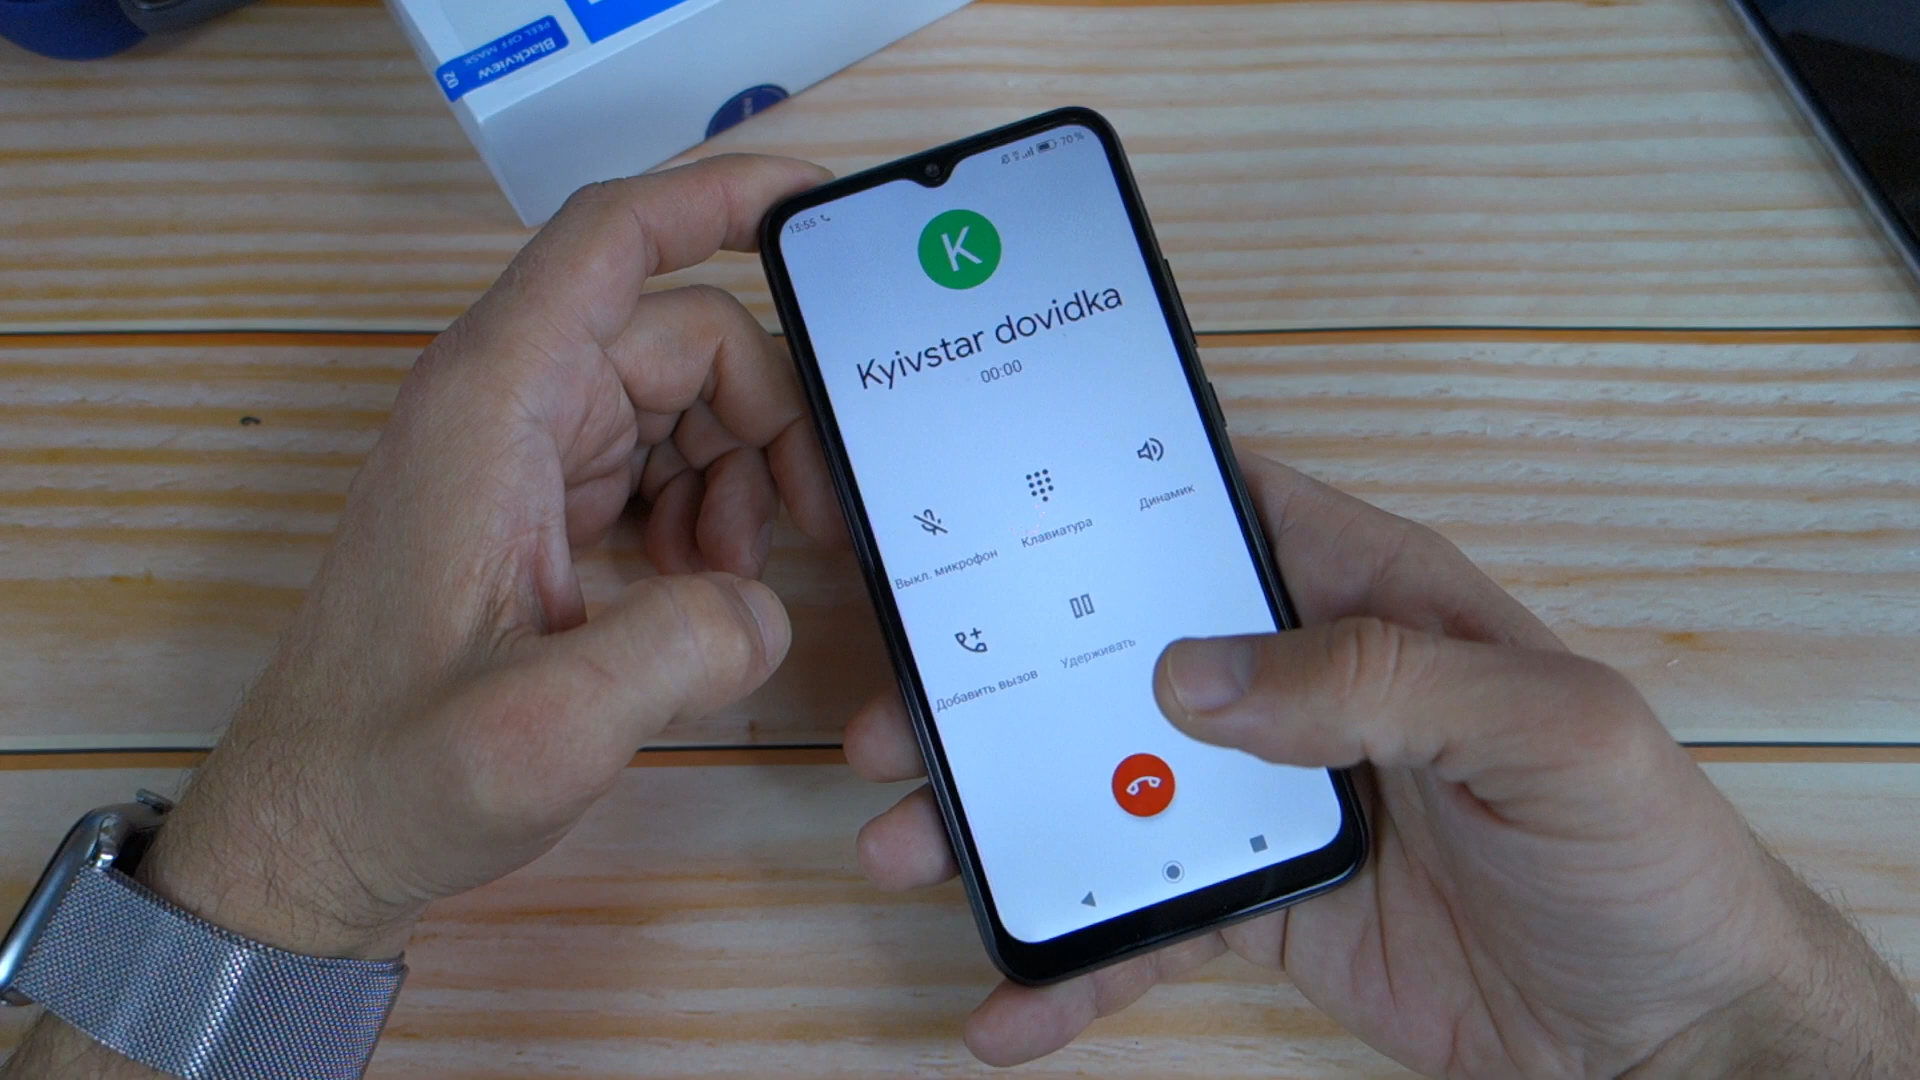 Blackview
PEEL OFF MASK
13:55
70 %
K
Kyivstar dovidka
00:00
Выкл. микрофон
Клавиатура
Динамик
Добавить вызов
Удерживать